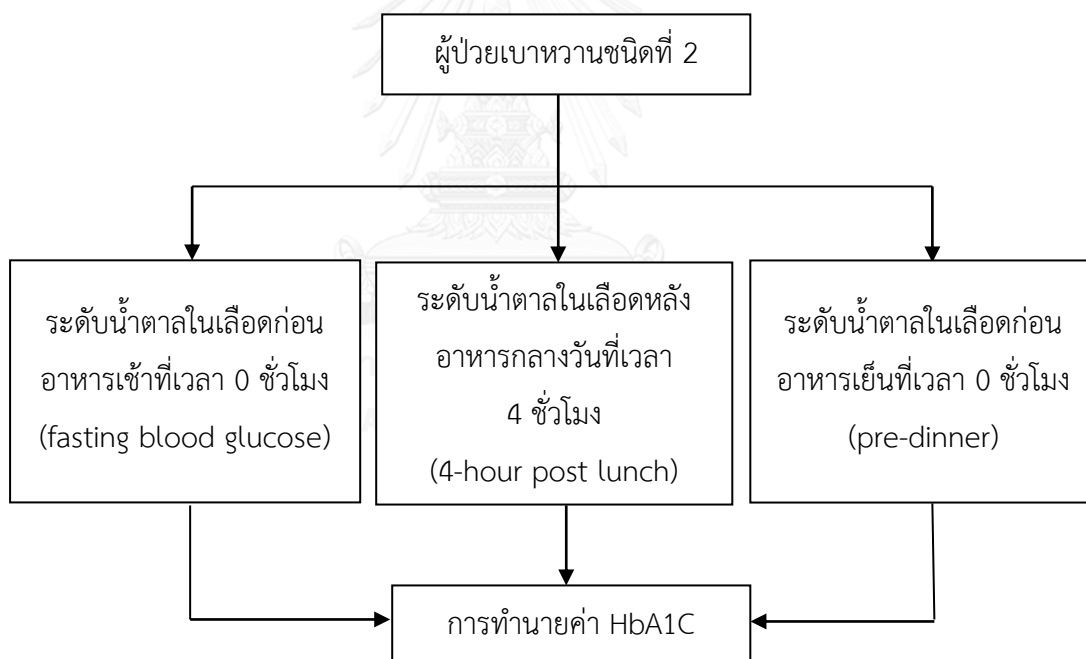 ผู้ป่วยเบาหวานชนิดที่ 2
ระดับน้ำตาลในเลือดก่อน
อาหารเช้าที่เวลา 0 ชั่วโมง
(fasting blood glucose)
ระดับน้ำตาลในเลือดหลัง
อาหารกลางวันที่เวลา
4 ชั่วโมง
(4-hour post lunch)
ระดับน้ำตาลในเลือดก่อน
อาหารเย็นที่เวลา 0 ชั่วโมง
(pre-dinner)
การทำนายค่า HbA1C